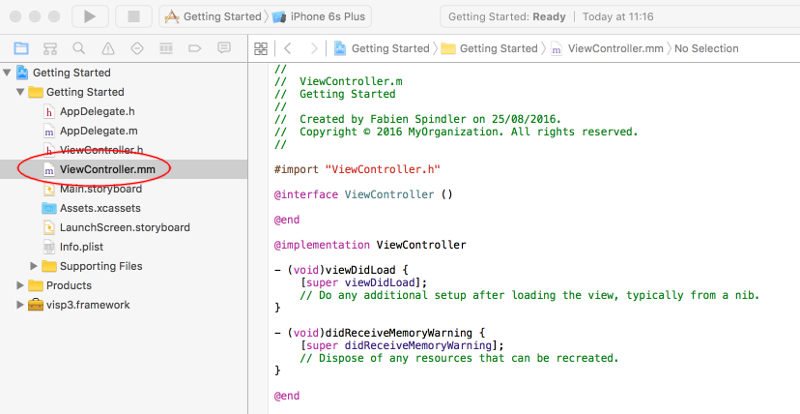 Getting Started
iPhone 6s Plus
Getting Started: Ready | Today at 11:16
Getting Started
Getting Started
ViewController.mm
No Selection
Getting Started
Getting Started
AppDelegate.h
AppDelegate.m
ViewController.h
ViewController.mm
Main.storyboard
Assets.xcassets
LaunchScreen.storyboard
Info.plist
Supporting Files
Products
visp3.framework
//
//  ViewController.m
//  Getting Started
//
//  Created by Fabien Spindler on 25/08/2016.
//  Copyright © 2016 MyOrganization. All rights reserved.
//
#import "ViewController.h"
@interface ViewController ()
@end
@implementation ViewController
- (void)viewDidLoad {
    [super viewDidLoad];
    // Do any additional setup after loading the view, typically from a nib.
}
- (void)didReceiveMemoryWarning {
    [super didReceiveMemoryWarning];
    // Dispose of any resources that can be recreated.
}
@end